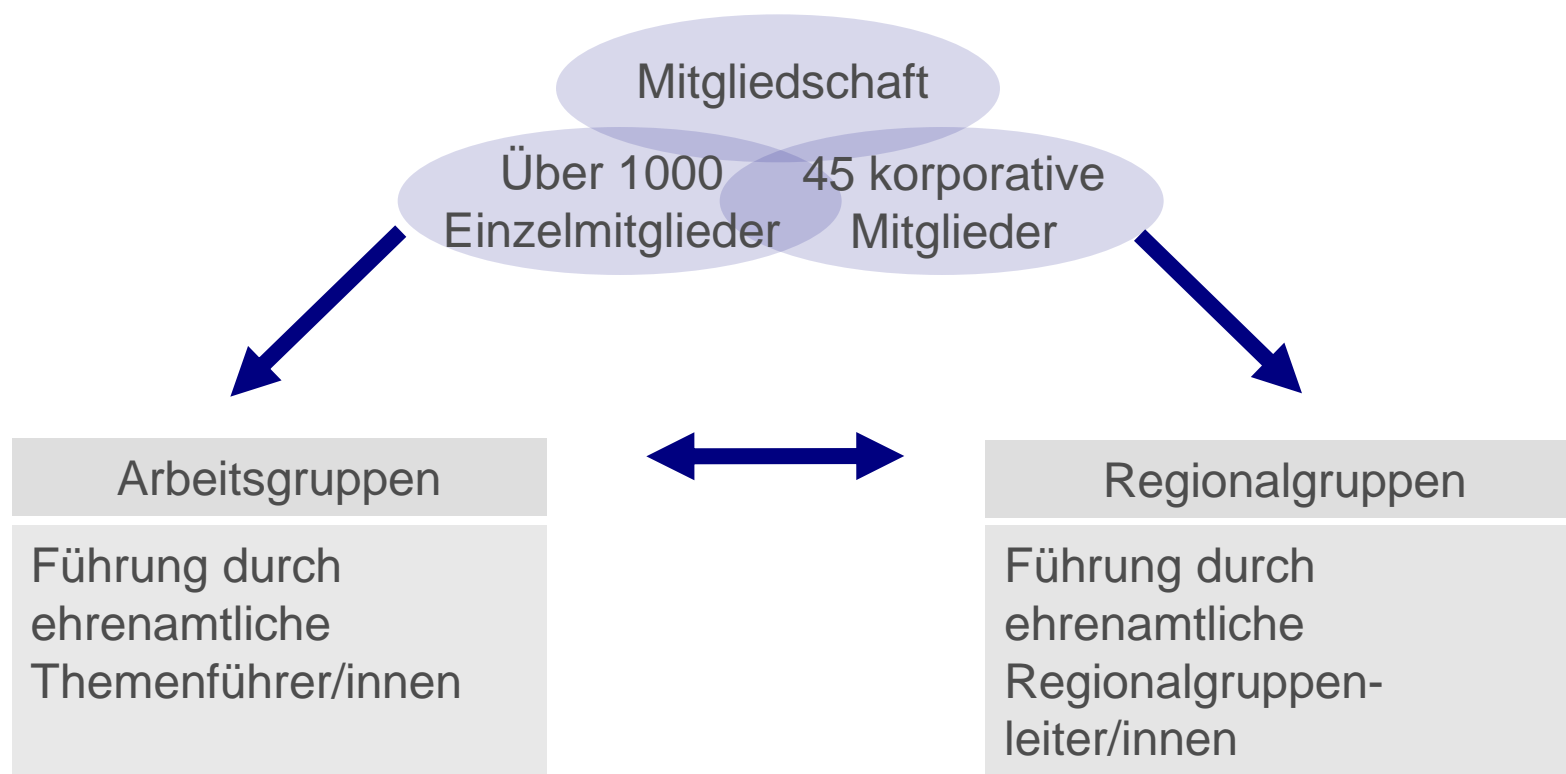 Mitgliedschaft
Über 1000
Einzelmitglieder
45 korporative
Mitglieder
Arbeitsgruppen
Führung durch
ehrenamtliche
Themenführer/innen
Regionalgruppen
Führung durch
ehrenamtliche
Regionalgruppen-
leiter/innen